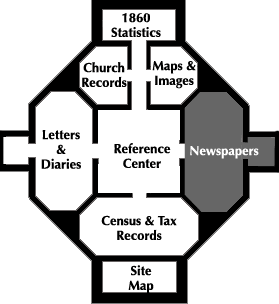 1860
Statistics
Church
Records
Maps &
Images
Letters
&
Diaries
Reference
Center
Newspapers
Census & Tax
Records
Site
Map